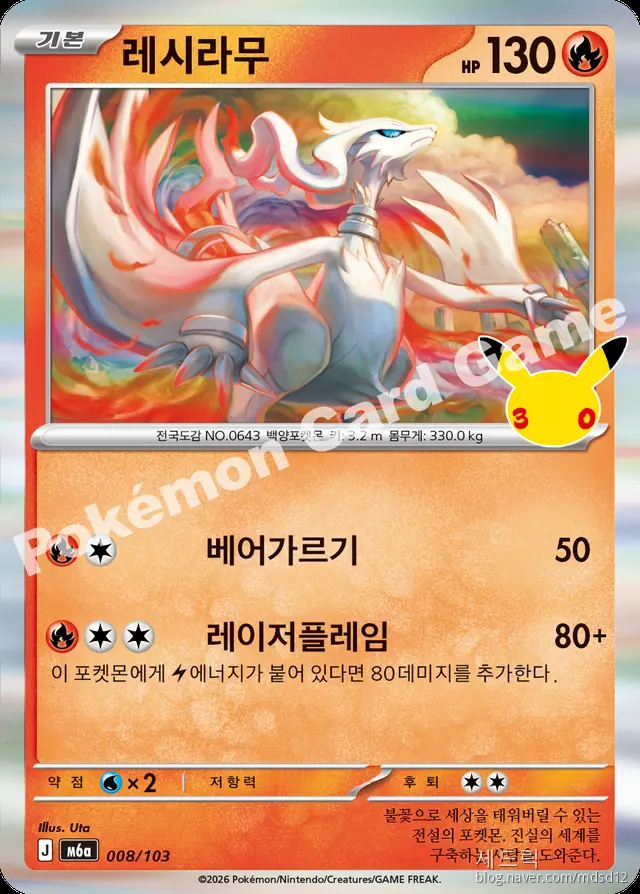 기본 레시라무 HP 130
전국도감 NO.0643 백양포켓몬 키: 3.2 m 몸무게: 330.0 kg
30
Pokémon Card Game
베어가르기 50
레이저플레임 80+
이 포켓몬에게 에너지가 붙어 있다면 80데미지를 추가한다.
약점 ×2 저항력 후퇴
불꽃으로 세상을 태워버릴 수 있는
전설의 포켓몬. 진실의 세계를
구축하는 사람을 도와준다.
Illus. Uta
J M6a 008/103
세드릭
blog.naver.com/mdsd12
©2026 Pokémon/Nintendo/Creatures/GAME FREAK.